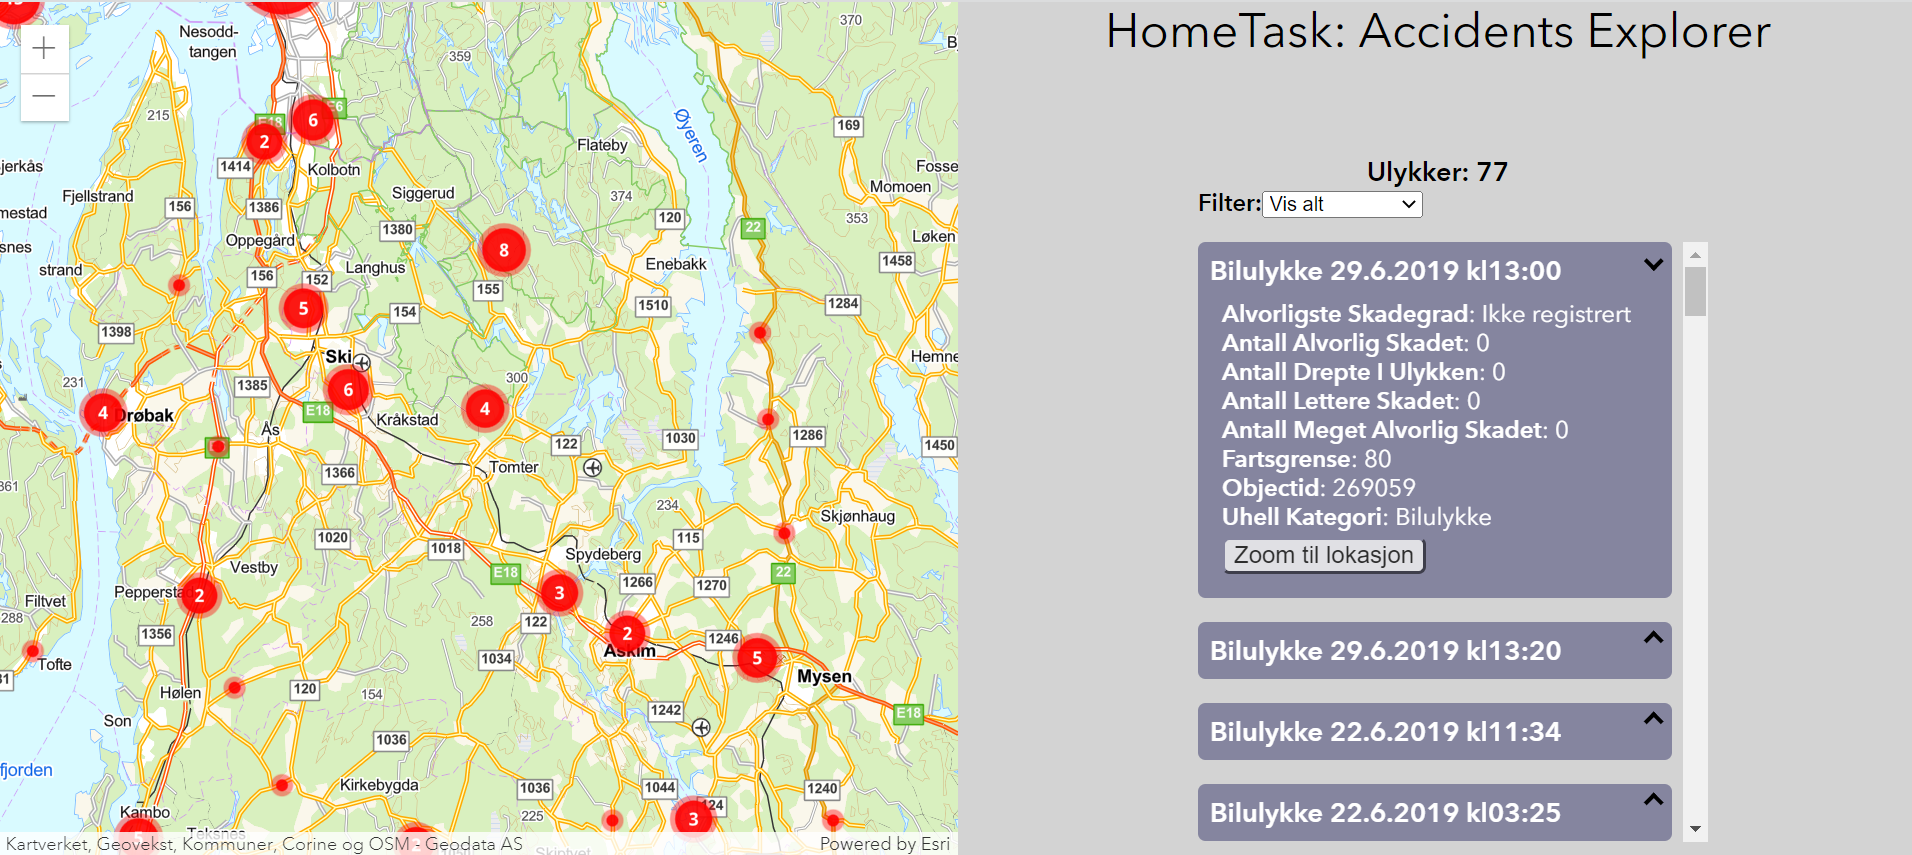 HomeTask: Accidents Explorer
Ulykker: 77
Filter: Vis alt
Bilulykke 29.6.2019 kl13:00
Alvorligste Skadegrad: Ikke registrert
Antall Alvorlig Skadet: 0
Antall Drepte I Ulykken: 0
Antall Lettere Skadet: 0
Antall Meget Alvorlig Skadet: 0
Fartsgrense: 80
Objectid: 269059
Uhell Kategori: Bilulykke
Zoom til lokasjon
Bilulykke 29.6.2019 kl13:20
Bilulykke 22.6.2019 kl11:34
Bilulykke 22.6.2019 kl03:25
+
−
Nesodd-
tangen
359
370
215
E6
6
E18
2
169
Øyeren
Flateby
1414
Kolbotn
jerkås
Fosse
Momoen
Siggerud
Fjellstrand
374
156
1386
mestad
120
353
22
1380
Løken
Oppegård
snes
8
1458
Enebakk
Langhus
strand
156
152
155
1510
1284
5
154
1398
Ski
Hemne
300
231
1385
6
E18
4
4
Drøbak
Kråkstad
Ås
1286
1030
122
1450
Tomter
1366
361
234
Skjønhaug
1020
115
1018
Spydeberg
Vestby
E18
22
1266
1270
Pepperstad
2
3
Filtvet
288
258
122
1356
2
1246
Askim
5
1034
Tofte
31
Mysen
Hølen
120
154
1242
E18
Son
1036
fjorden
Kirkebygda
1036
1044
1240
Kambo
225
124
3
5
Teksnes
2
1050
Skiptvet
Kartverket, Geovekst, Kommuner, Corine og OSM - Geodata AS
Powered by Esri